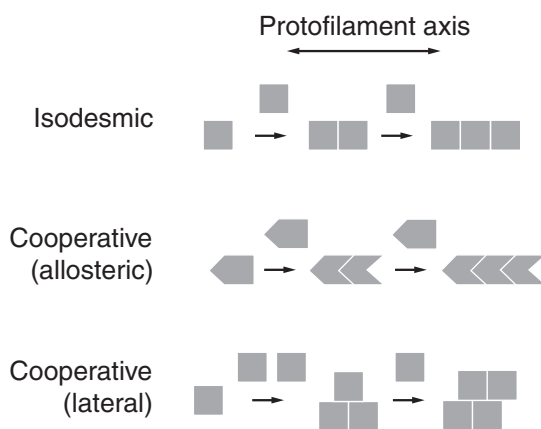 Protofilament axis
Isodesmic
Cooperative
(allosteric)
Cooperative
(lateral)